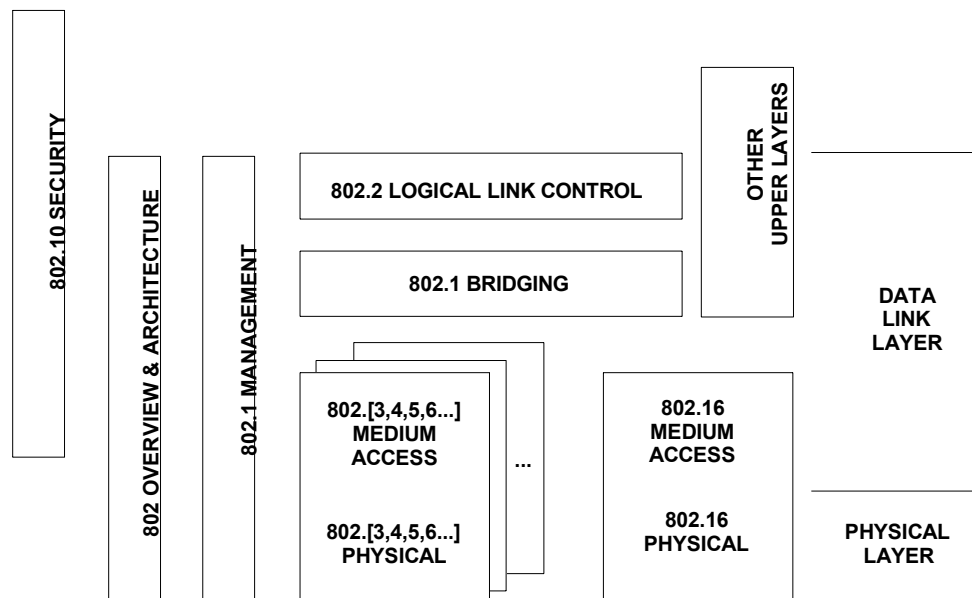 802.10 SECURITY
802 OVERVIEW & ARCHITECTURE
802.1 MANAGEMENT
802.2 LOGICAL LINK CONTROL
802.1 BRIDGING
OTHER
UPPER LAYERS
802.[3,4,5,6...]
MEDIUM
ACCESS
802.[3,4,5,6...]
PHYSICAL
...
802.16
MEDIUM
ACCESS
802.16
PHYSICAL
DATA
LINK
LAYER
PHYSICAL
LAYER